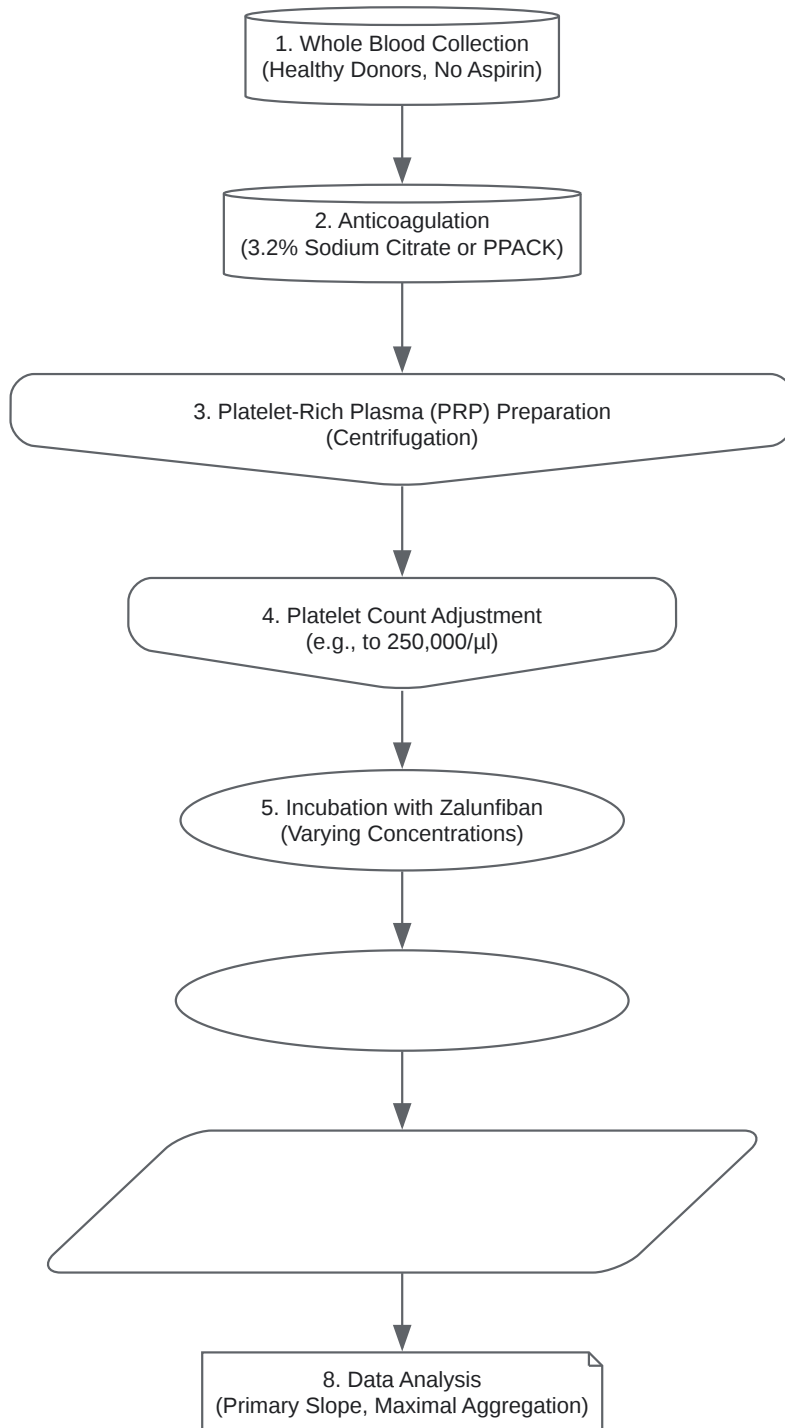 1. Whole Blood Collection
(Healthy Donors, No Aspirin)
2. Anticoagulation
(3.2% Sodium Citrate or PPACK)
3. Platelet-Rich Plasma (PRP) Preparation
(Centrifugation)
4. Platelet Count Adjustment
(e.g., to 250,000/µl)
5. Incubation with Zalunfiban
(Varying Concentrations)
8. Data Analysis
(Primary Slope, Maximal Aggregation)